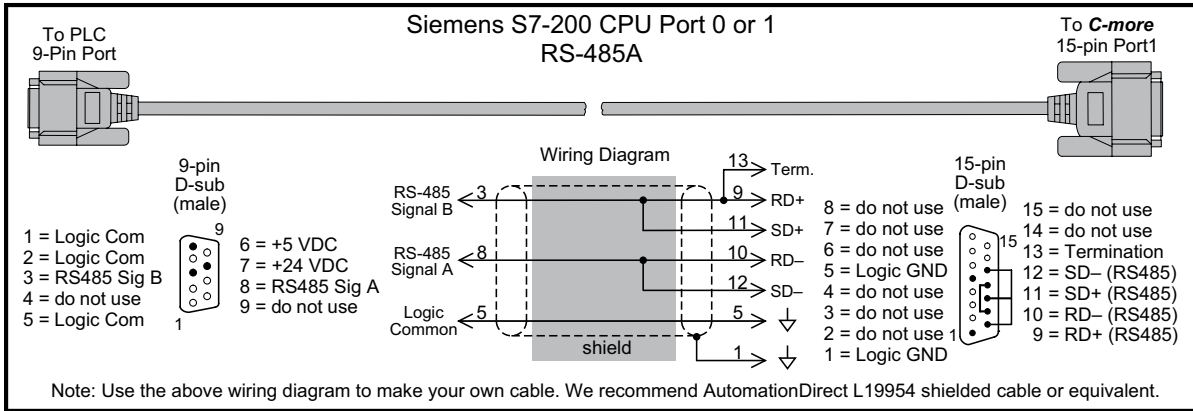 Siemens S7-200 CPU Port 0 or 1
RS-485A
To PLC
9-Pin Port
To C-more
15-pin Port1
9-pin
D-sub
(male)
9
1
1 = Logic Com
2 = Logic Com
3 = RS485 Sig B
4 = do not use
5 = Logic Com
6 = +5 VDC
7 = +24 VDC
8 = RS485 Sig A
9 = do not use
Wiring Diagram
13 Term.
RS-485
Signal B
3
9 RD+
11 SD+
RS-485
Signal A
8
10 RD–
12 SD–
Logic
Common
5
5
shield
1
15-pin
D-sub
(male)
15
1
8 = do not use
7 = do not use
6 = do not use
5 = Logic GND
4 = do not use
3 = do not use
2 = do not use
1 = Logic GND
15 = do not use
14 = do not use
13 = Termination
12 = SD– (RS485)
11 = SD+ (RS485)
10 = RD– (RS485)
9 = RD+ (RS485)
Note: Use the above wiring diagram to make your own cable. We recommend AutomationDirect L19954 shielded cable or equivalent.